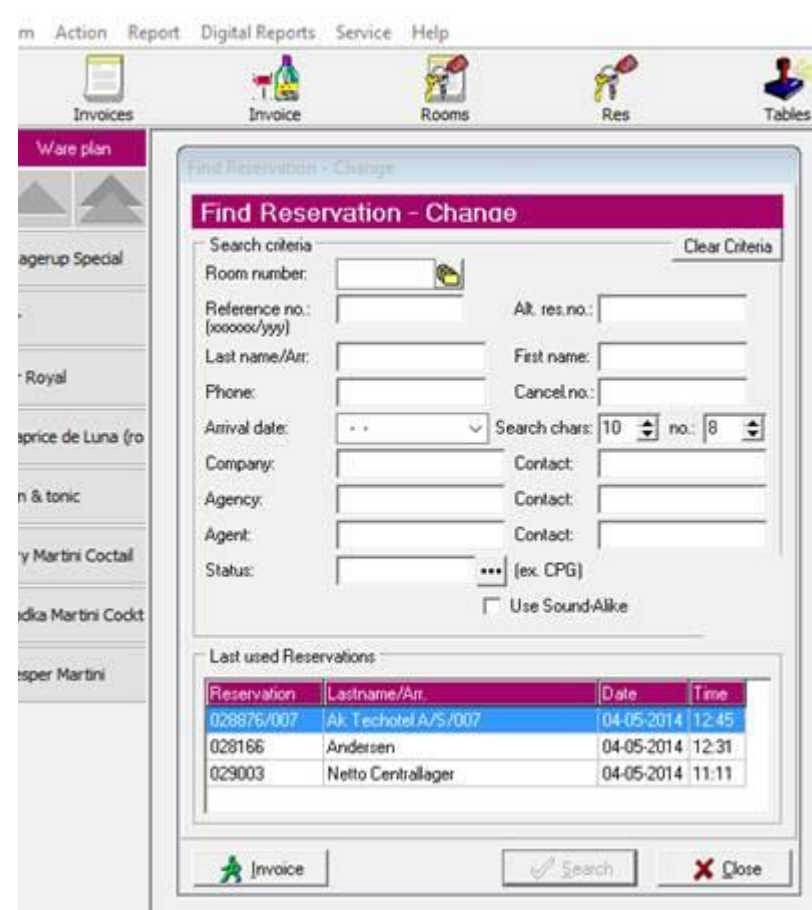 m Action Report Digital Reports Service Help
Invoices Invoice Rooms Res Tables
Ware plan
Find Reservation - Change
Find Reservation - Change
Search criteria Clear Criteria
Room number:
Reference no.: Alt. res.no.:
(xxxxxx/yyy)
Last name/Arr: First name:
Phone: Cancel.no.:
Arrival date: - - Search chars: 10 no.: 8
Company: Contact:
Agency: Contact:
Agent: Contact:
Status: ... (ex. CPG)
Use Sound-Alike
agerup Special
r Royal
aprice de Luna (ro
n & tonic
y Martini Coctail
odka Martini Cockt
esper Martini
Last used Reservations
Reservation Lastname/Arr. Date Time
028876/007 Ak. Techotel A/S/007 04-05-2014 12:45
028166 Andersen 04-05-2014 12:31
029003 Netto Centrallager 04-05-2014 11:11
Invoice Search Close